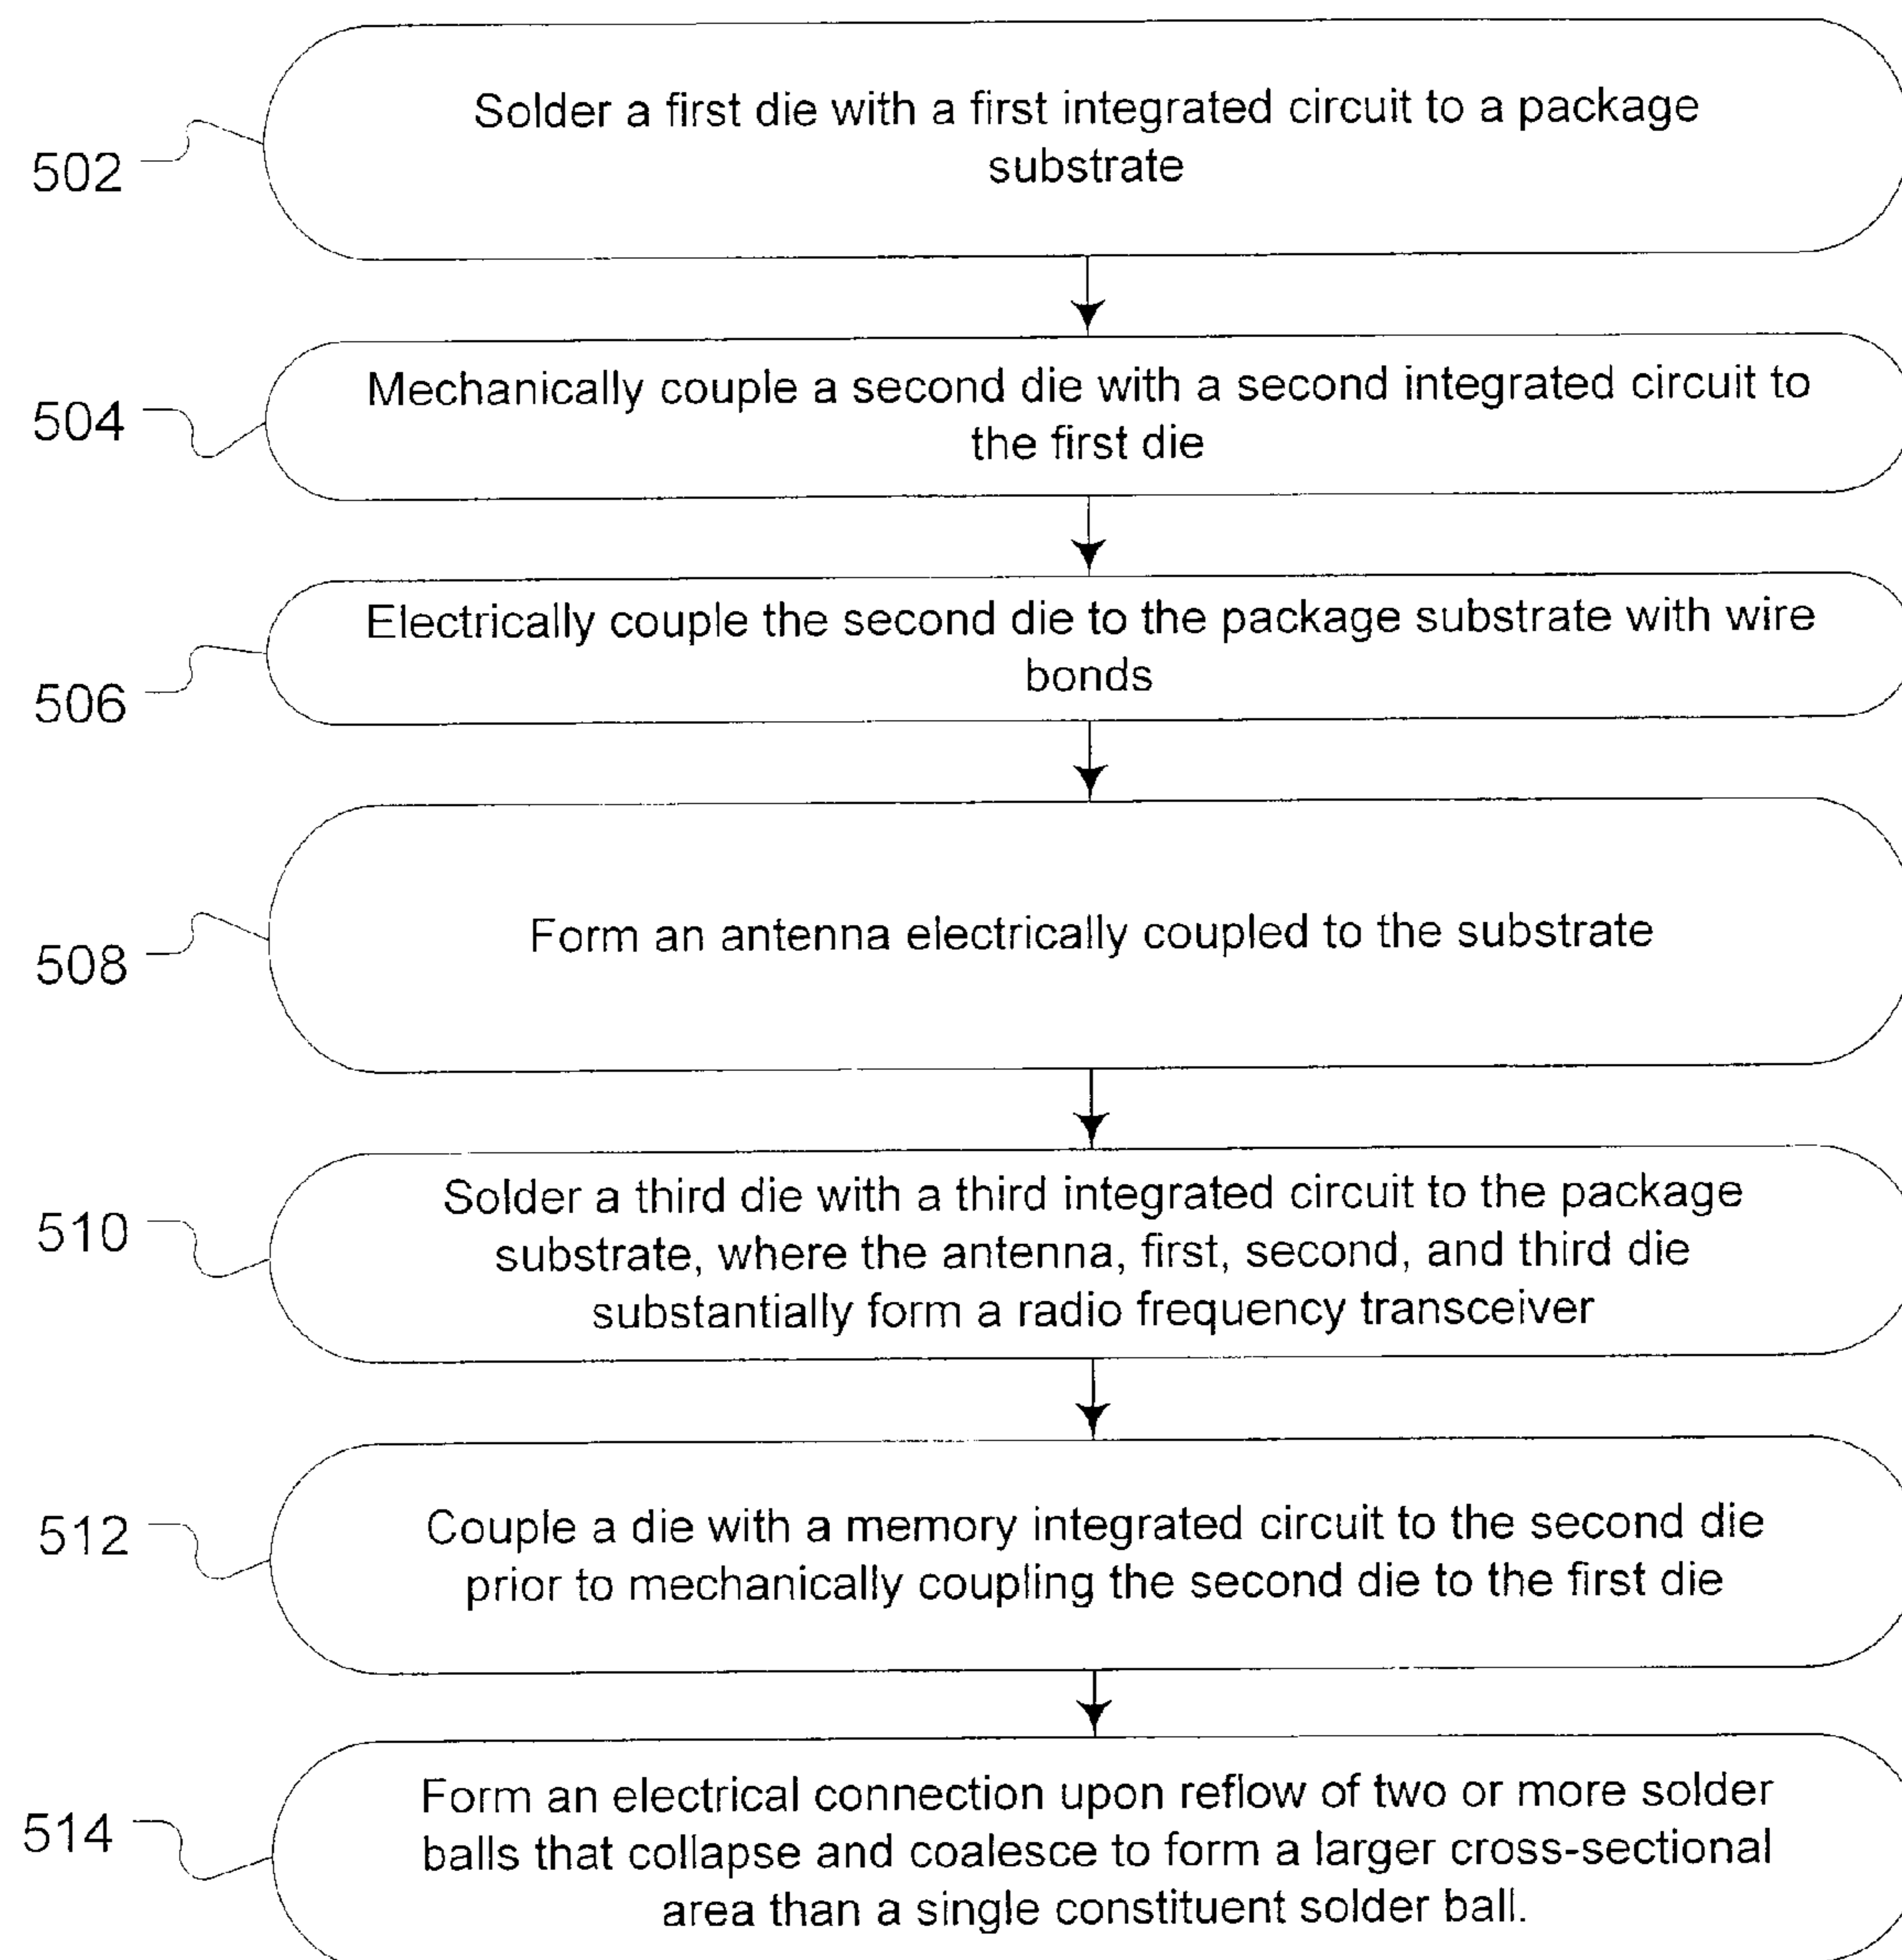 Solder a first die with a first integrated circuit to a package
substrate
502
Mechanically couple a second die with a second integrated circuit to
the first die
504
Electrically couple the second die to the package substrate with wire
bonds
506
Form an antenna electrically coupled to the substrate
508
Solder a third die with a third integrated circuit to the package
substrate, where the antenna, first, second, and third die
substantially form a radio frequency transceiver
510
Couple a die with a memory integrated circuit to the second die
prior to mechanically coupling the second die to the first die
512
Form an electrical connection upon reflow of two or more solder
balls that collapse and coalesce to form a larger cross-sectional
area than a single constituent solder ball.
514